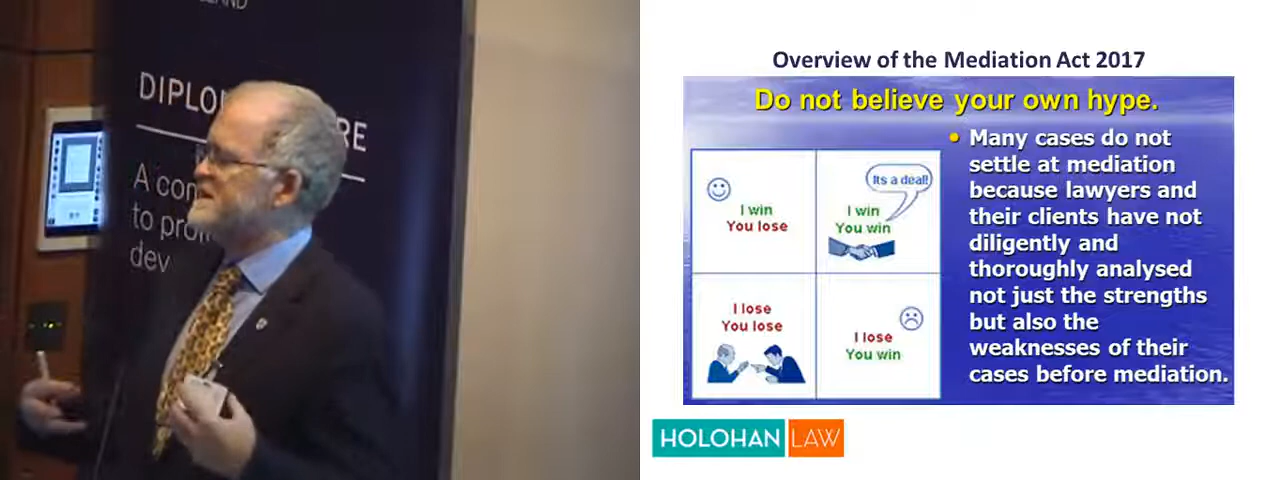 DIPLO
RE
A con
to pro
dev
Overview of the Mediation Act 2017
Do not believe your own hype.
Many cases do not
settle at mediation
because lawyers and
their clients have not
diligently and
thoroughly analysed
not just the strengths
but also the
weaknesses of their
cases before mediation.
I win
You lose
Its a deal!
I win
You win
I lose
You lose
I lose
You win
HOLOHAN LAW